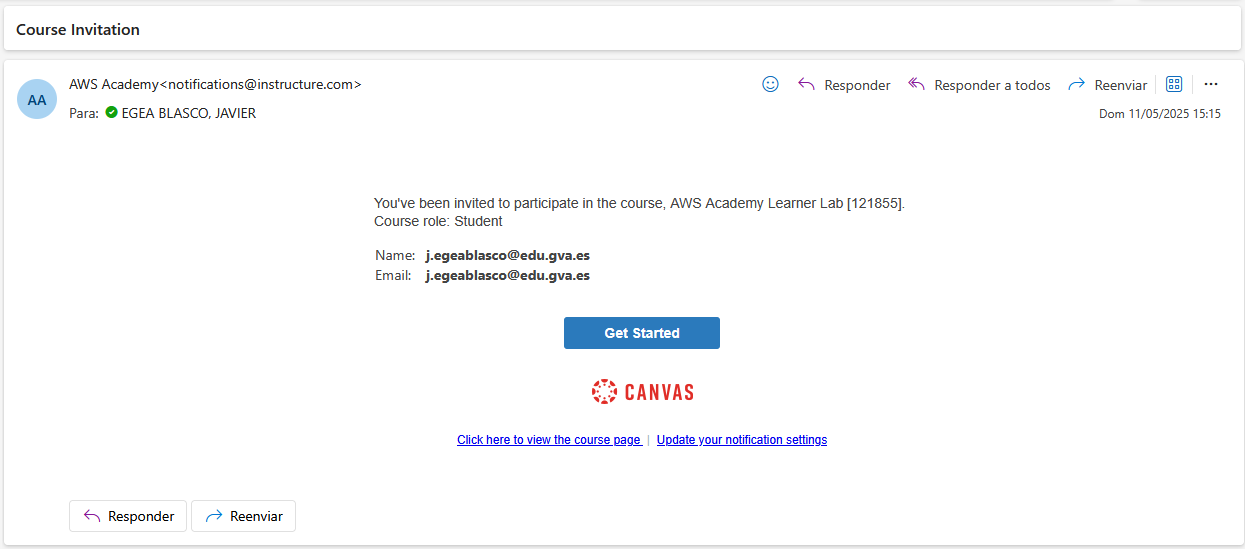 Course Invitation
AA
AWS Academy<notifications@instructure.com>
Responder
Responder a todos
Reenviar
Para: EGEA BLASCO, JAVIER
Dom 11/05/2025 15:15
You've been invited to participate in the course, AWS Academy Learner Lab [121855].
Course role: Student
Name: j.egeablasco@edu.gva.es
Email: j.egeablasco@edu.gva.es
Get Started
CANVAS
Click here to view the course page | Update your notification settings
Responder
Reenviar